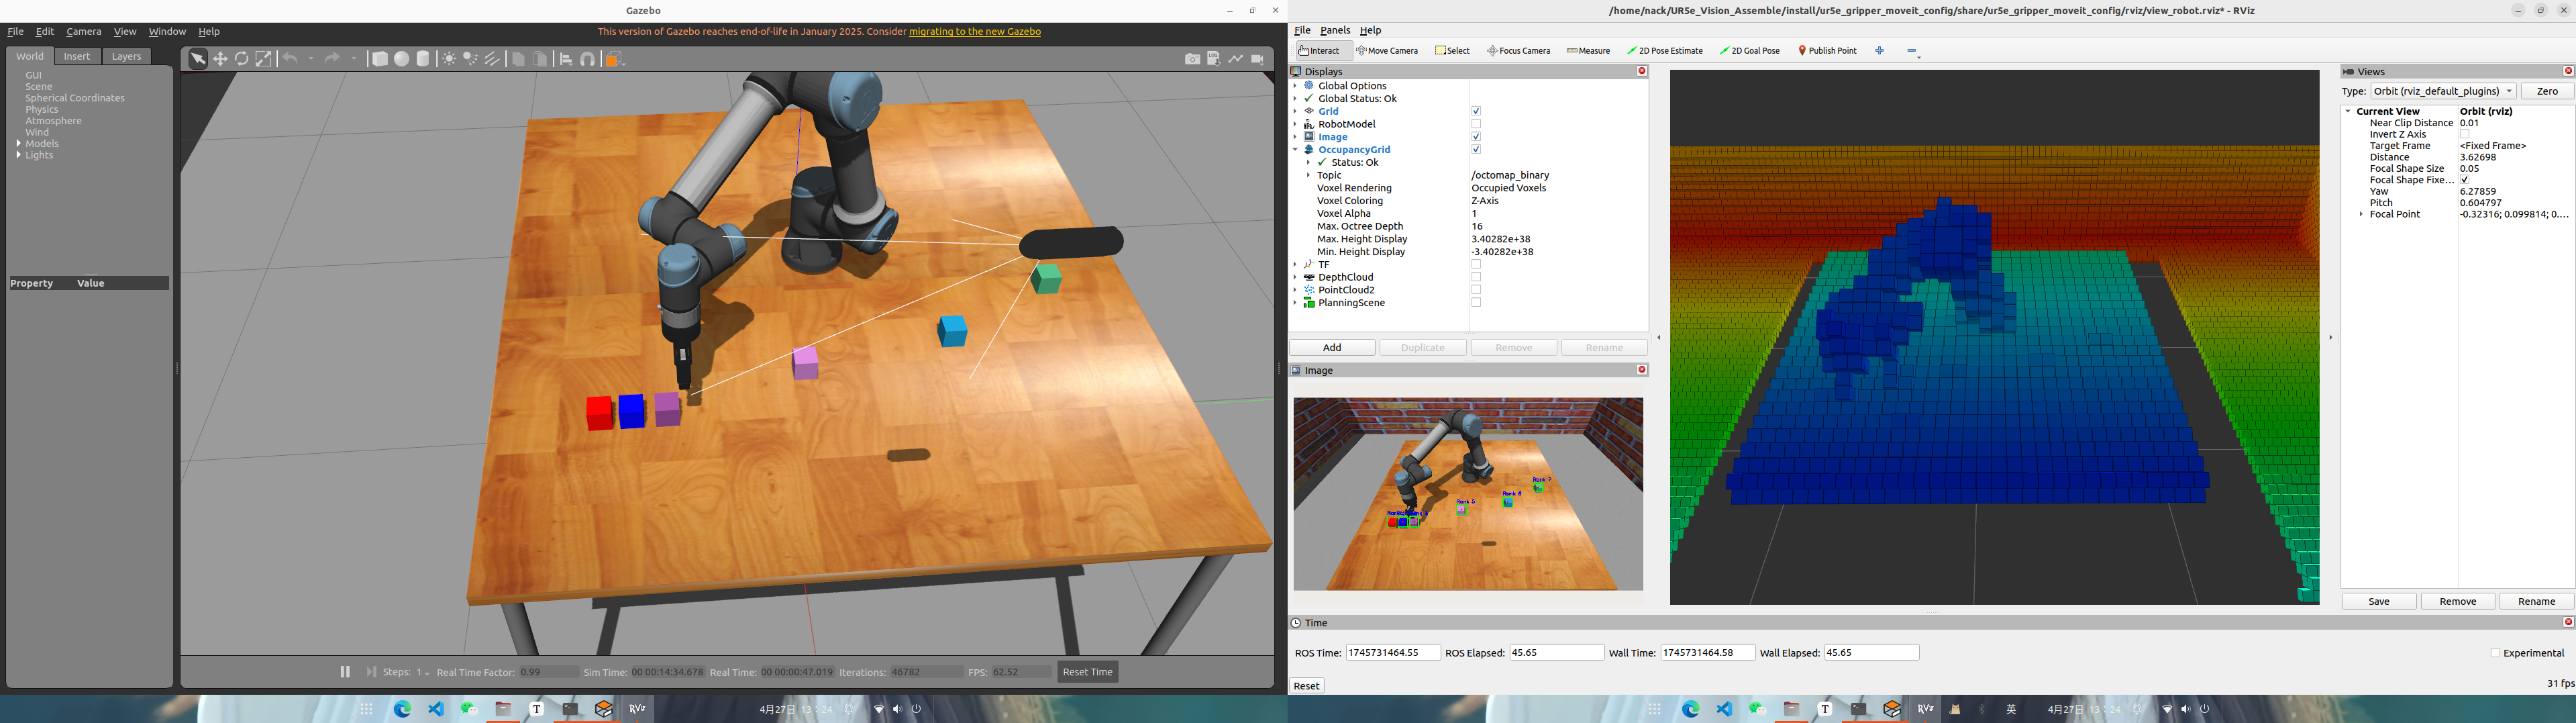 Gazebo
File Edit Camera View Window Help
This version of Gazebo reaches end-of-life in January 2025. Consider migrating to the new Gazebo
World Insert Layers
GUI
Scene
Spherical Coordinates
Physics
Atmosphere
Wind
Models
Lights
Property Value
Steps: 1 Real Time Factor: 0.99 Sim Time: 00 00:14:34.678 Real Time: 00 00:00:47.019 Iterations: 46782 FPS: 62.52 Reset Time
/home/nack/UR5e_Vision_Assemble/install/ur5e_gripper_moveit_config/share/ur5e_gripper_moveit_config/rviz/view_robot.rviz* - RViz
File Panels Help
Interact Move Camera Select Focus Camera Measure 2D Pose Estimate 2D Goal Pose Publish Point
Displays
Global Options
Global Status: Ok
Grid
RobotModel
Image
OccupancyGrid
Status: Ok
Topic /octomap_binary
Voxel Rendering Occupied Voxels
Voxel Coloring Z-Axis
Voxel Alpha 1
Max. Octree Depth 16
Max. Height Display 3.40282e+38
Min. Height Display -3.40282e+38
TF
DepthCloud
PointCloud2
PlanningScene
Add Duplicate Remove Rename
Image
Rank 7
Rank 6
Rank 5
Views
Type: Orbit (rviz_default_plugins) Zero
Current View Orbit (rviz)
Near Clip Distance 0.01
Invert Z Axis
Target Frame <Fixed Frame>
Distance 3.62698
Focal Shape Size 0.05
Focal Shape Fixe...
Yaw 6.27859
Pitch 0.604797
Focal Point -0.32316; 0.099814; 0....
Save Remove Rename
Time
ROS Time: 1745731464.55 ROS Elapsed: 45.65 Wall Time: 1745731464.58 Wall Elapsed: 45.65 Experimental
Reset 31 fps
T RViz 4月27日 13：24
T RViz 英 4月27日 13：24